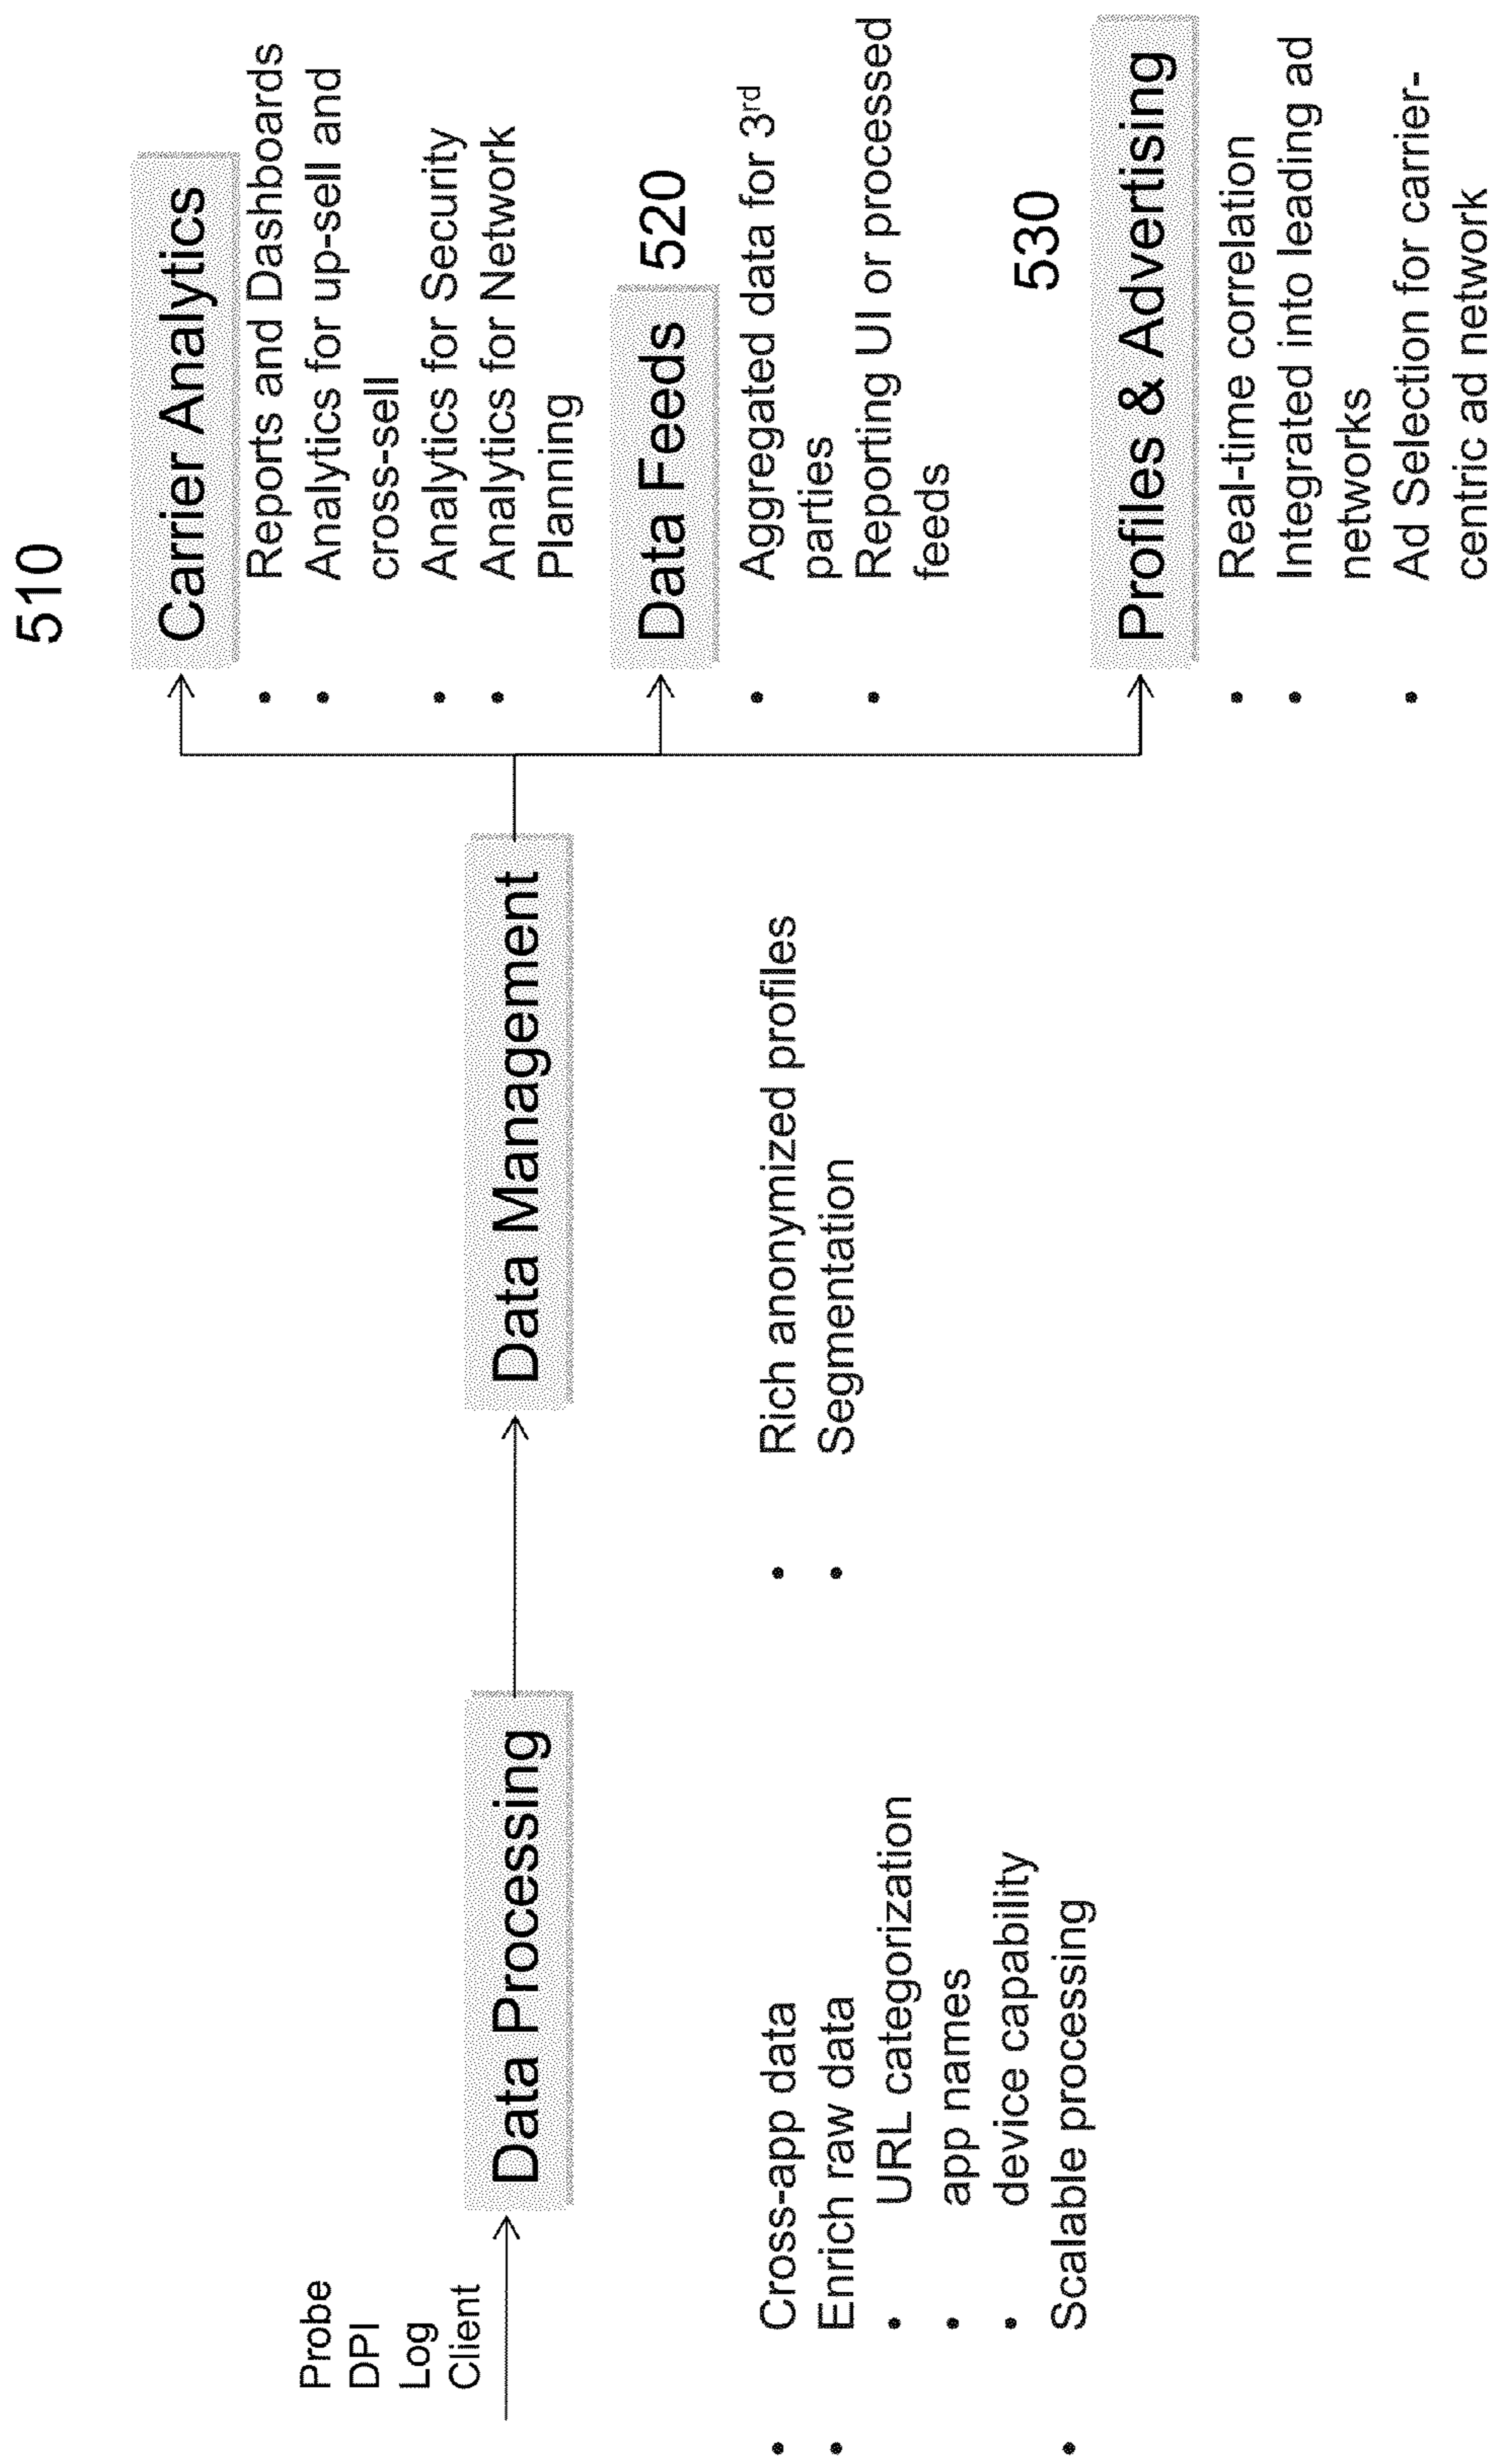 Probe
DPI
Log
Client
Data Processing
• Cross-app data
• Enrich raw data
• URL categorization
• app names
• device capability
• Scalable processing
Data Management
• Rich anonymized profiles
• Segmentation
510
Carrier Analytics
• Reports and Dashboards
• Analytics for up-sell and
cross-sell
• Analytics for Security
• Analytics for Network
Planning
Data Feeds
520
• Aggregated data for 3rd
parties
• Reporting UI or processed
feeds
530
Profiles & Advertising
• Real-time correlation
• Integrated into leading ad
networks
• Ad Selection for carrier-
centric ad network